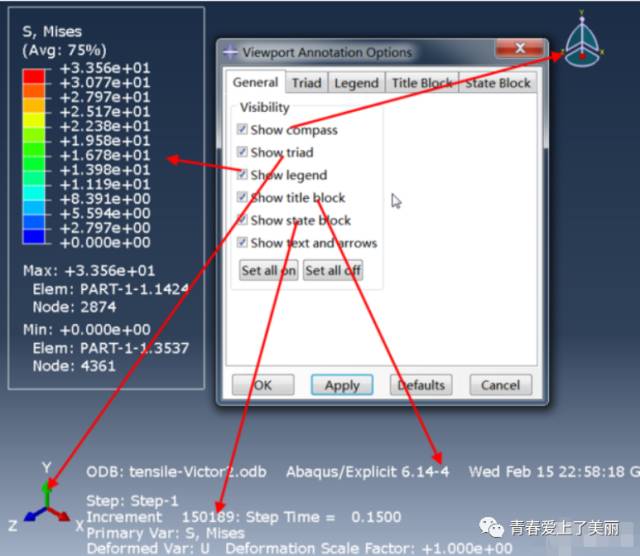 S, Mises
(Avg: 75%)
+3.356e+01
+3.077e+01
+2.797e+01
+2.517e+01
+2.238e+01
+1.958e+01
+1.678e+01
+1.398e+01
+1.119e+01
+8.391e+00
+5.594e+00
+2.797e+00
+0.000e+00
Max: +3.356e+01
Elem: PART-1-1.1424
Node: 2874
Min: +0.000e+00
Elem: PART-1-1.3537
Node: 4361
Viewport Annotation Options
General Triad Legend Title Block State Block
Visibility
Show compass
Show triad
Show legend
Show title block
Show state block
Show text and arrows
Set all on Set all off
OK Apply Defaults Cancel
Y
Z X
Y
Z X
ODB: tensile-Victor2.odb Abaqus/Explicit 6.14-4 Wed Feb 15 22:58:18 G
Step: Step-1
Increment 150189: Step Time = 0.1500
Primary Var: S, Mises
Deformed Var: U Deformation Scale Factor: +1.000e+00
青春爱上了美丽